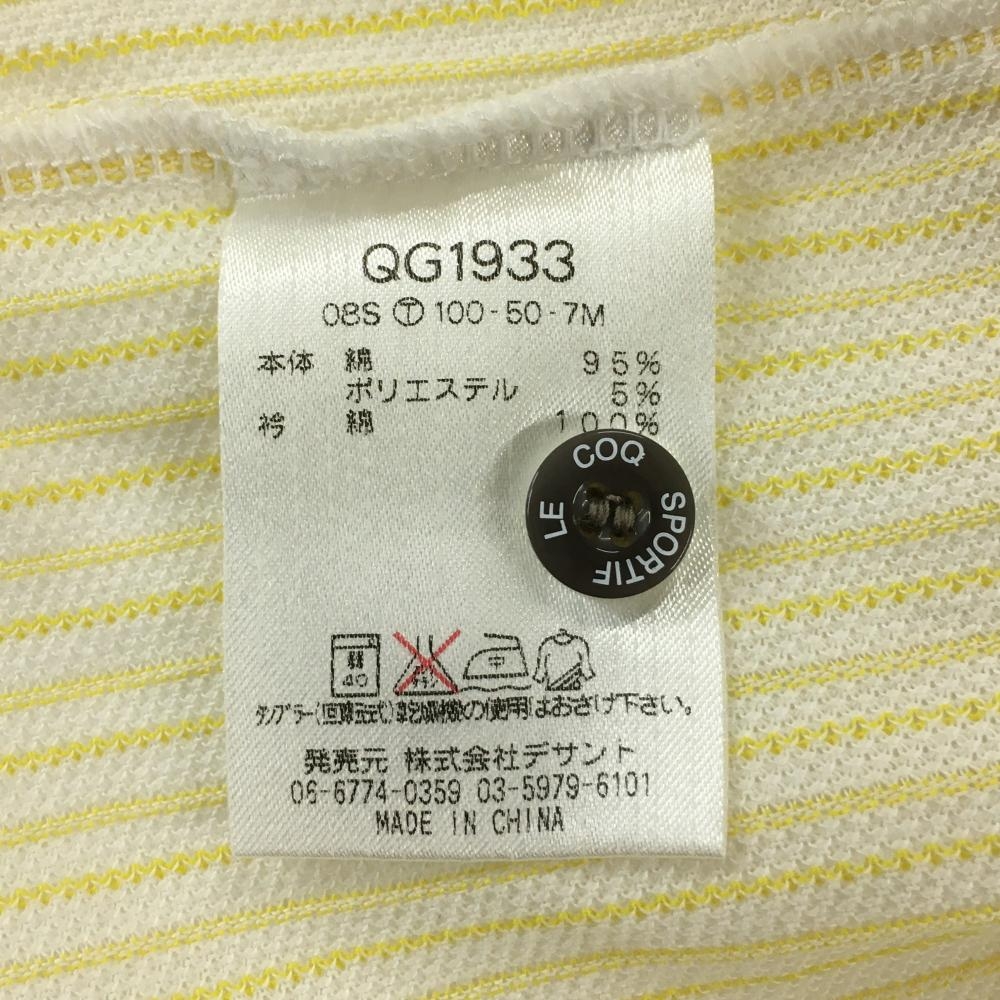 QG1933
08S Ⓣ 100-50-7M
本体 綿 95%
ポリエステル 5%
衿 綿 100%
LE COQ SPORTIF
40
タンブラー(回転式)乾燥機の使用はおさけ下さい。
発売元 株式会社デサント
06-6774-0359 03-5979-6101
MADE IN CHINA